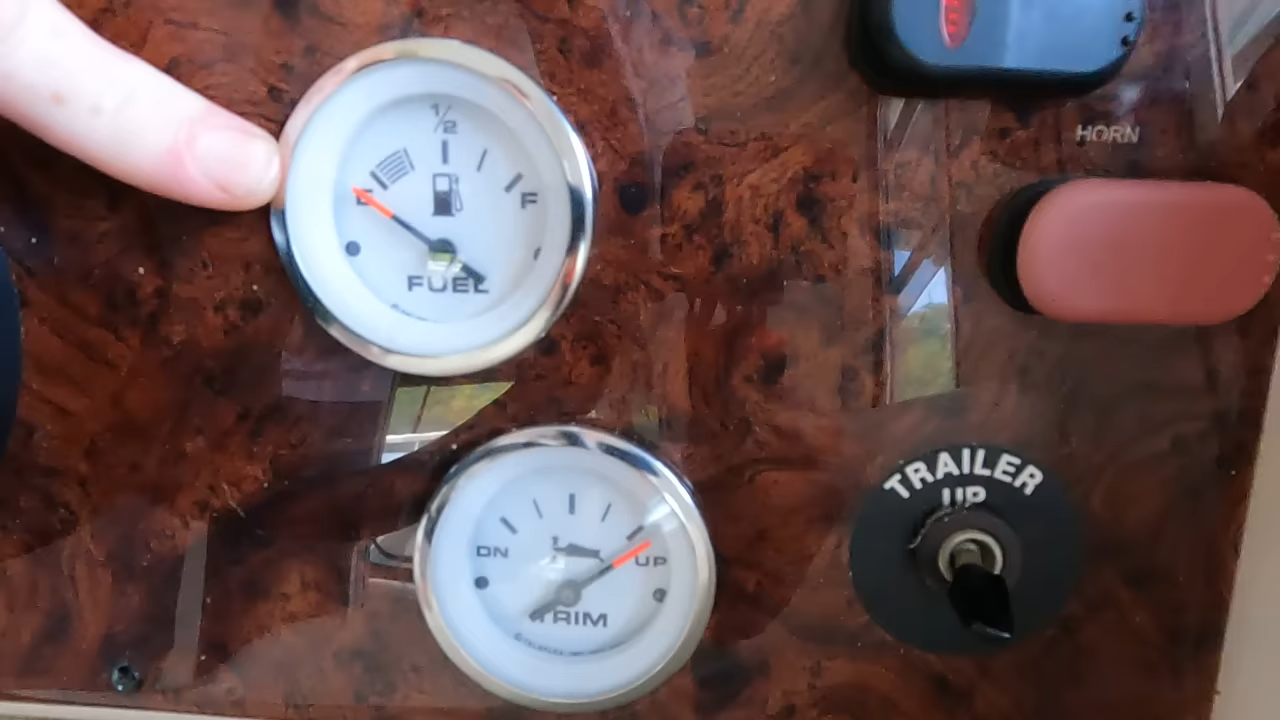 1/2
E
F
FUEL
HORN
DN
UP
TRIM
TRAILER
UP